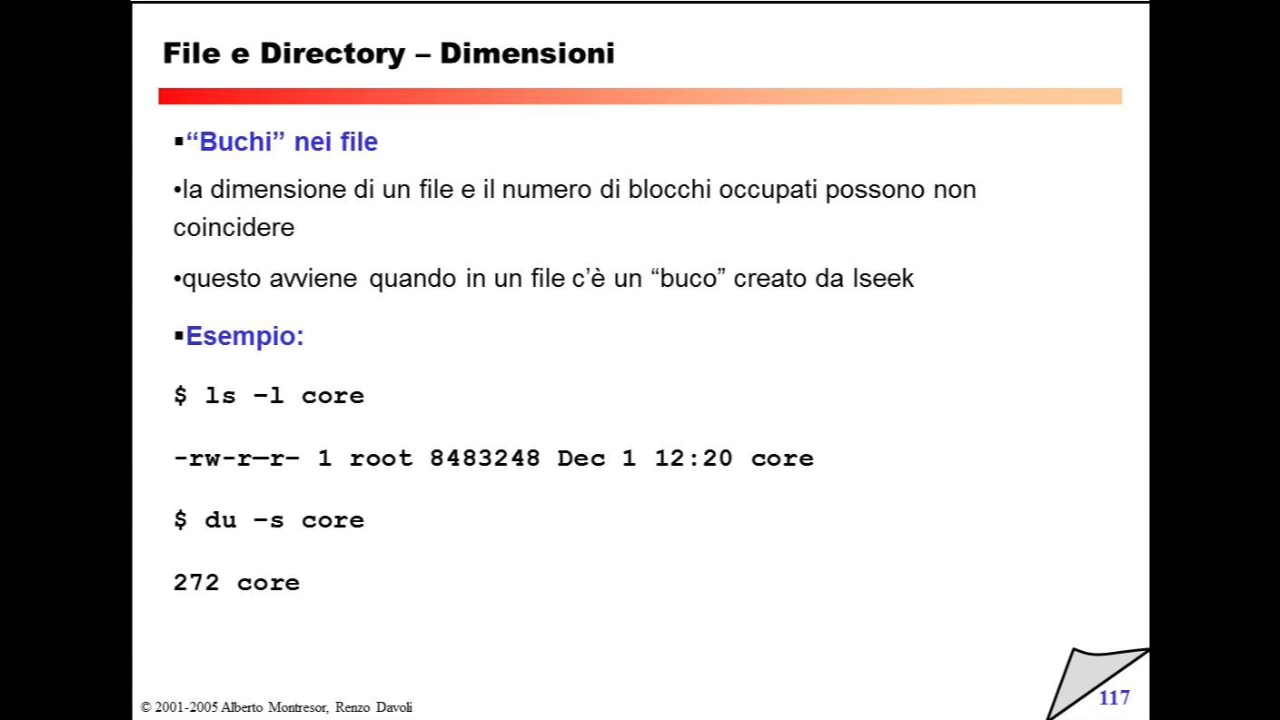 File e Directory – Dimensioni
▪“Buchi” nei file
•la dimensione di un file e il numero di blocchi occupati possono non
coincidere
•questo avviene quando in un file c’è un “buco” creato da lseek
▪Esempio:
$ ls –l core
-rw-r—r– 1 root 8483248 Dec 1 12:20 core
$ du –s core
272 core
© 2001-2005 Alberto Montresor, Renzo Davoli
117